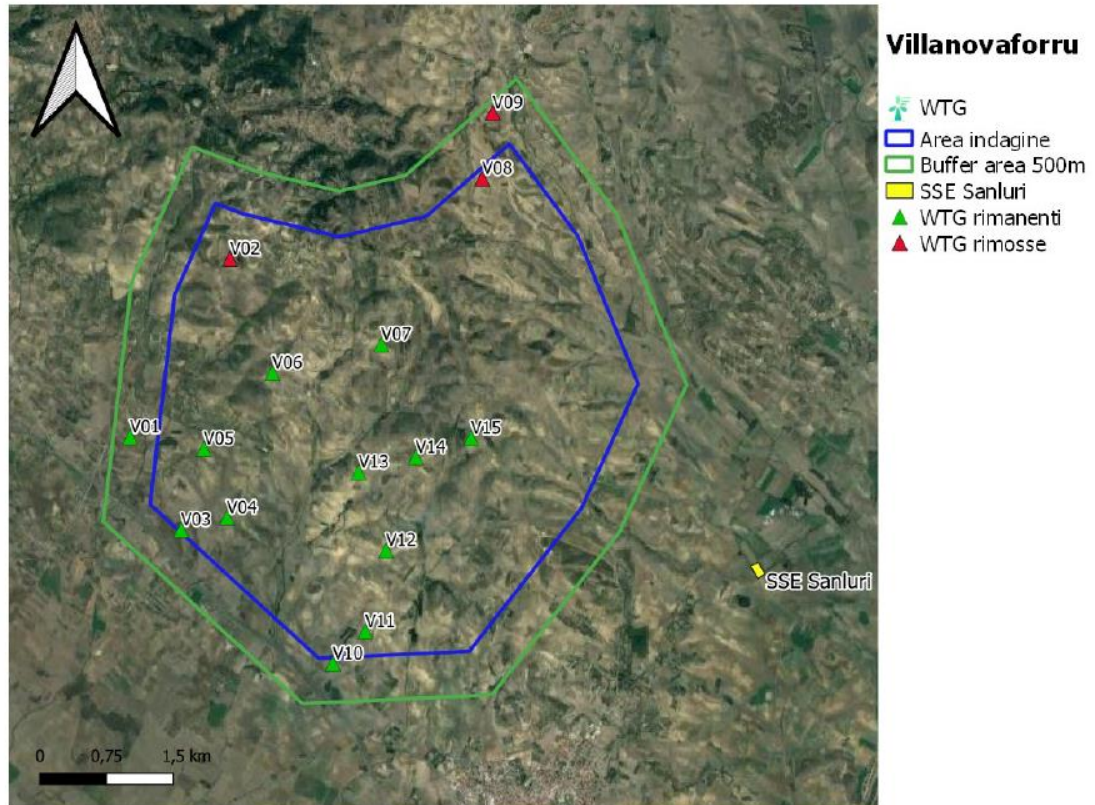 Villanovaforru
WTG
Area indagine
Buffer area 500m
SSE Sanluri
WTG rimanenti
WTG rimosse
V09
V08
V02
V07
V06
V01
V05
V15
V14
V13
V03
V04
V12
SSE Sanluri
V11
V10
0 0,75 1,5 km